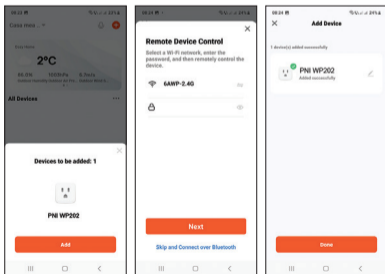 Casa mea..
2°C
All Devices
Devices to be added: 1
PNI WP202
Add
Remote Device Control
Select a Wi-Fi network, enter the
password, and then remotely control the
device.
6AWP-2.4G
Next
Skip and Connect over Bluetooth
Add Device
1 device(s) added successfully
PNI WP202
Added successfully
Done